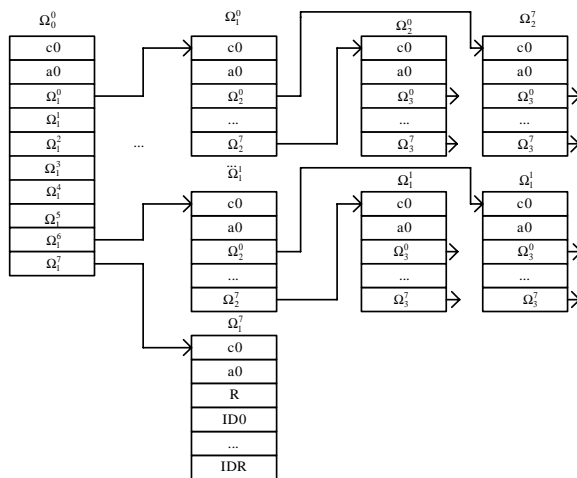 Ω₀⁰
c0
a0
Ω₁⁰
Ω₁¹
Ω₁²
Ω₁³
Ω₁⁴
Ω₁⁵
Ω₁⁶
Ω₁⁷
...
Ω₁⁰
c0
a0
Ω₂⁰
...
Ω₂⁷
Ω₂⁰
c0
a0
Ω₃⁰
...
Ω₃⁷
Ω₂⁷
c0
a0
Ω₃⁰
...
Ω₃⁷
...
Ω₁¹
c0
a0
Ω₂⁰
...
Ω₂⁷
Ω₁¹
c0
a0
Ω₃⁰
...
Ω₃⁷
Ω₁¹
c0
a0
Ω₃⁰
...
Ω₃⁷
Ω₁⁷
c0
a0
R
ID0
...
IDR